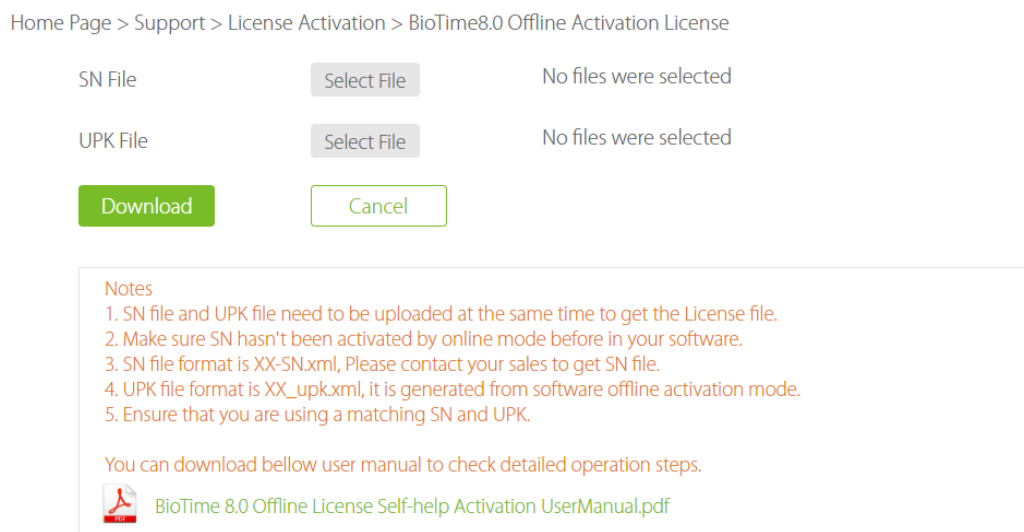 Home Page > Support > License Activation > BioTime8.0 Offline Activation License
SN File Select File No files were selected
UPK File Select File No files were selected
Download Cancel
Notes
1. SN file and UPK file need to be uploaded at the same time to get the License file.
2. Make sure SN hasn't been activated by online mode before in your software.
3. SN file format is XX-SN.xml, Please contact your sales to get SN file.
4. UPK file format is XX_upk.xml, it is generated from software offline activation mode.
5. Ensure that you are using a matching SN and UPK.
You can download bellow user manual to check detailed operation steps.
PDF BioTime 8.0 Offline License Self-help Activation UserManual.pdf